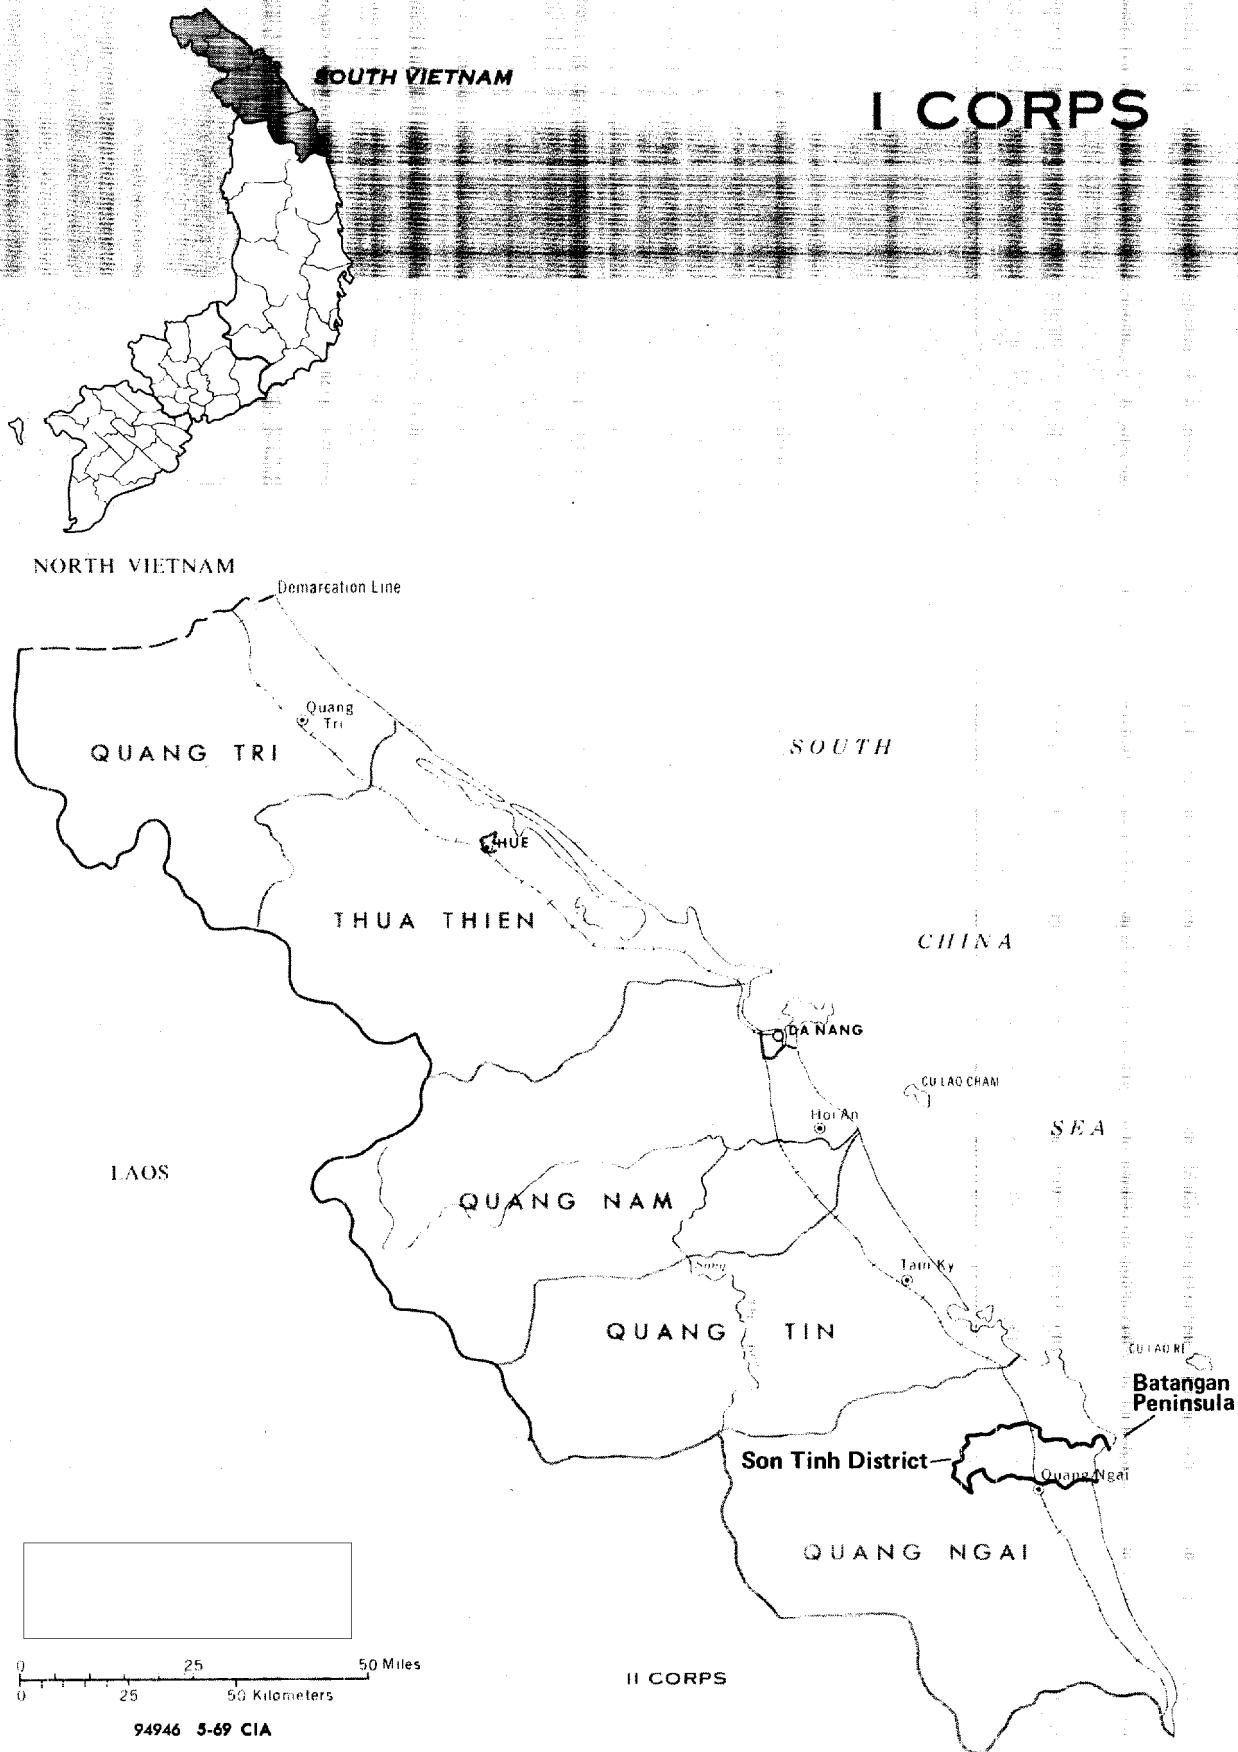 SOUTH VIETNAM
I CORPS
NORTH VIETNAM
Demarcation Line
Quang
Tri
QUANG TRI
SOUTH
HUE
THUA THIEN
CHINA
DA NANG
CU LAO CHAM
Hoi An
SEA
LAOS
QUANG NAM
Song
Tam Ky
QUANG TIN
CU LAO RE
Batangan
Peninsula
Son Tinh District
Quang Ngai
QUANG NGAI
0 25 50 Miles
0 25 50 Kilometers
II CORPS
94946 5-69 CIA